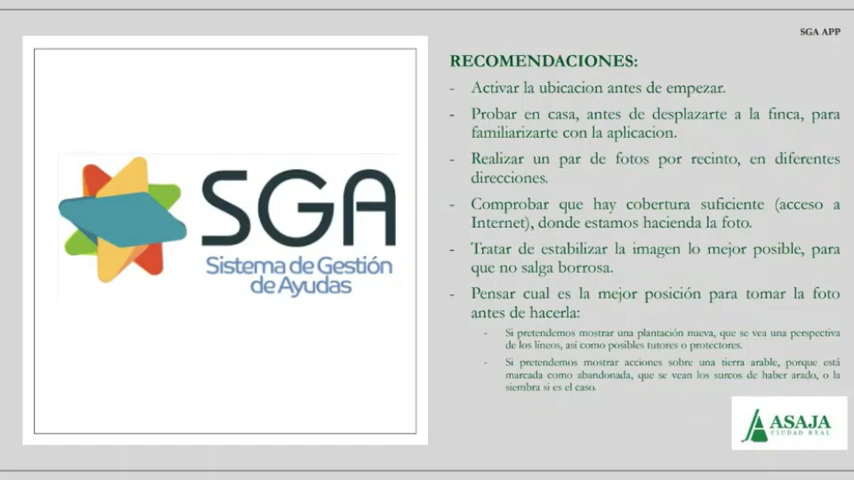 SGA APP
SGA
Sistema de Gestión
de Ayudas
RECOMENDACIONES:
- Activar la ubicacion antes de empezar.
- Probar en casa, antes de desplazarte a la finca, para
familiarizarte con la aplicacion.
- Realizar un par de fotos por recinto, en diferentes
direcciones.
- Comprobar que hay cobertura suficiente (acceso a
Internet), donde estamos hacienda la foto.
- Tratar de estabilizar la imagen lo mejor posible, para
que no salga borrosa.
- Pensar cual es la mejor posición para tomar la foto
antes de hacerla:
- Si pretendemos mostrar una plantación nueva, que se vea una perspectiva
de los líneos, así como posibles tutores o protectores.
- Si pretendemos mostrar acciones sobre una tierra arable, porque está
marcada como abandonada, que se vean los surcos de haber arado, o la
siembra si es el caso.
ASAJA
CIUDAD REAL